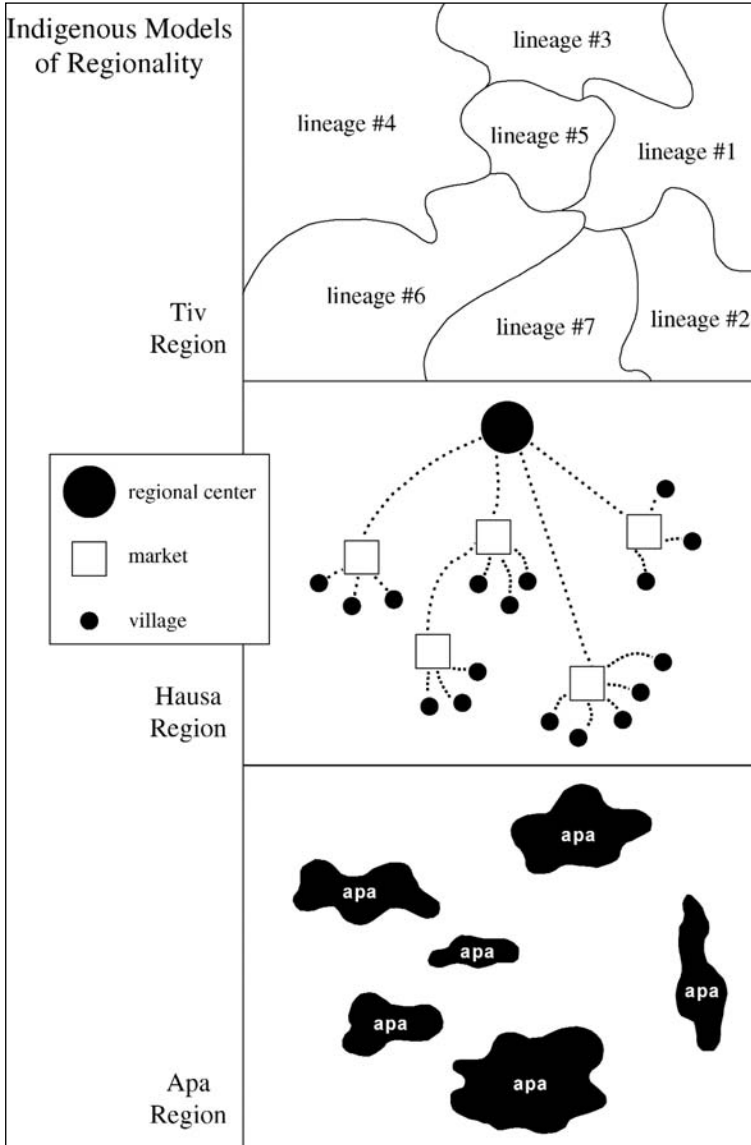 Indigenous Models
of Regionality
lineage #3
lineage #4
lineage #5
lineage #1
lineage #6
lineage #7
lineage #2
Tiv
Region
regional center
market
village
Hausa
Region
apa
apa
apa
apa
apa
apa
Apa
Region